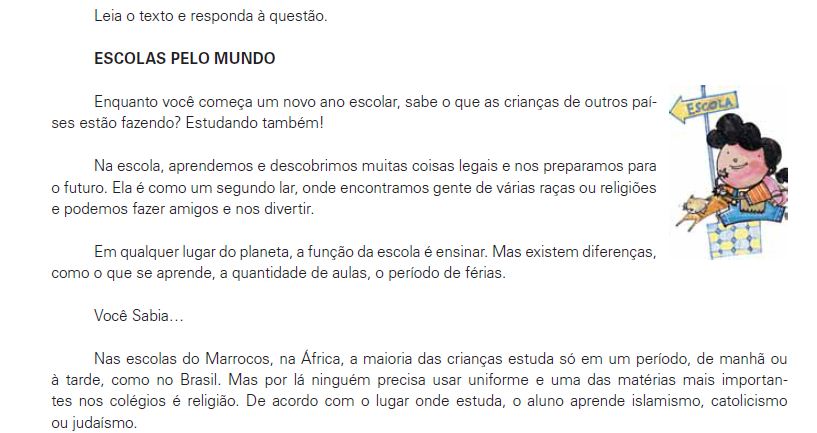 Leia o texto e responda à questão.
ESCOLAS PELO MUNDO
Enquanto você começa um novo ano escolar, sabe o que as crianças de outros paí-
ses estão fazendo? Estudando também!
ESCOLA
Na escola, aprendemos e descobrimos muitas coisas legais e nos preparamos para
o futuro. Ela é como um segundo lar, onde encontramos gente de várias raças ou religiões
e podemos fazer amigos e nos divertir.
Em qualquer lugar do planeta, a função da escola é ensinar. Mas existem diferenças,
como o que se aprende, a quantidade de aulas, o período de férias.
Você Sabia…
Nas escolas do Marrocos, na África, a maioria das crianças estuda só em um período, de manhã ou
à tarde, como no Brasil. Mas por lá ninguém precisa usar uniforme e uma das matérias mais importan-
tes nos colégios é religião. De acordo com o lugar onde estuda, o aluno aprende islamismo, catolicismo
ou judaísmo.